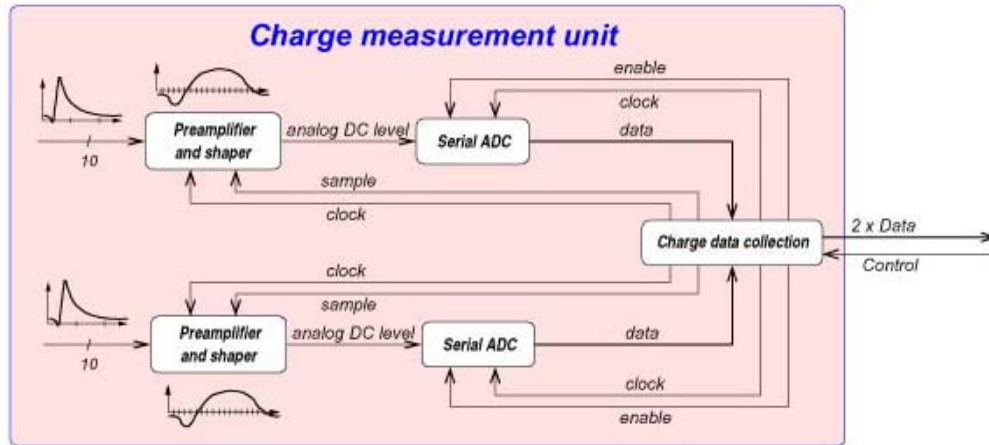 Charge measurement unit
enable
clock
Preamplifier
and shaper
analog DC level
Serial ADC
data
10
sample
clock
Charge data collection
2 x Data
Control
clock
sample
Preamplifier
and shaper
analog DC level
Serial ADC
data
10
clock
enable